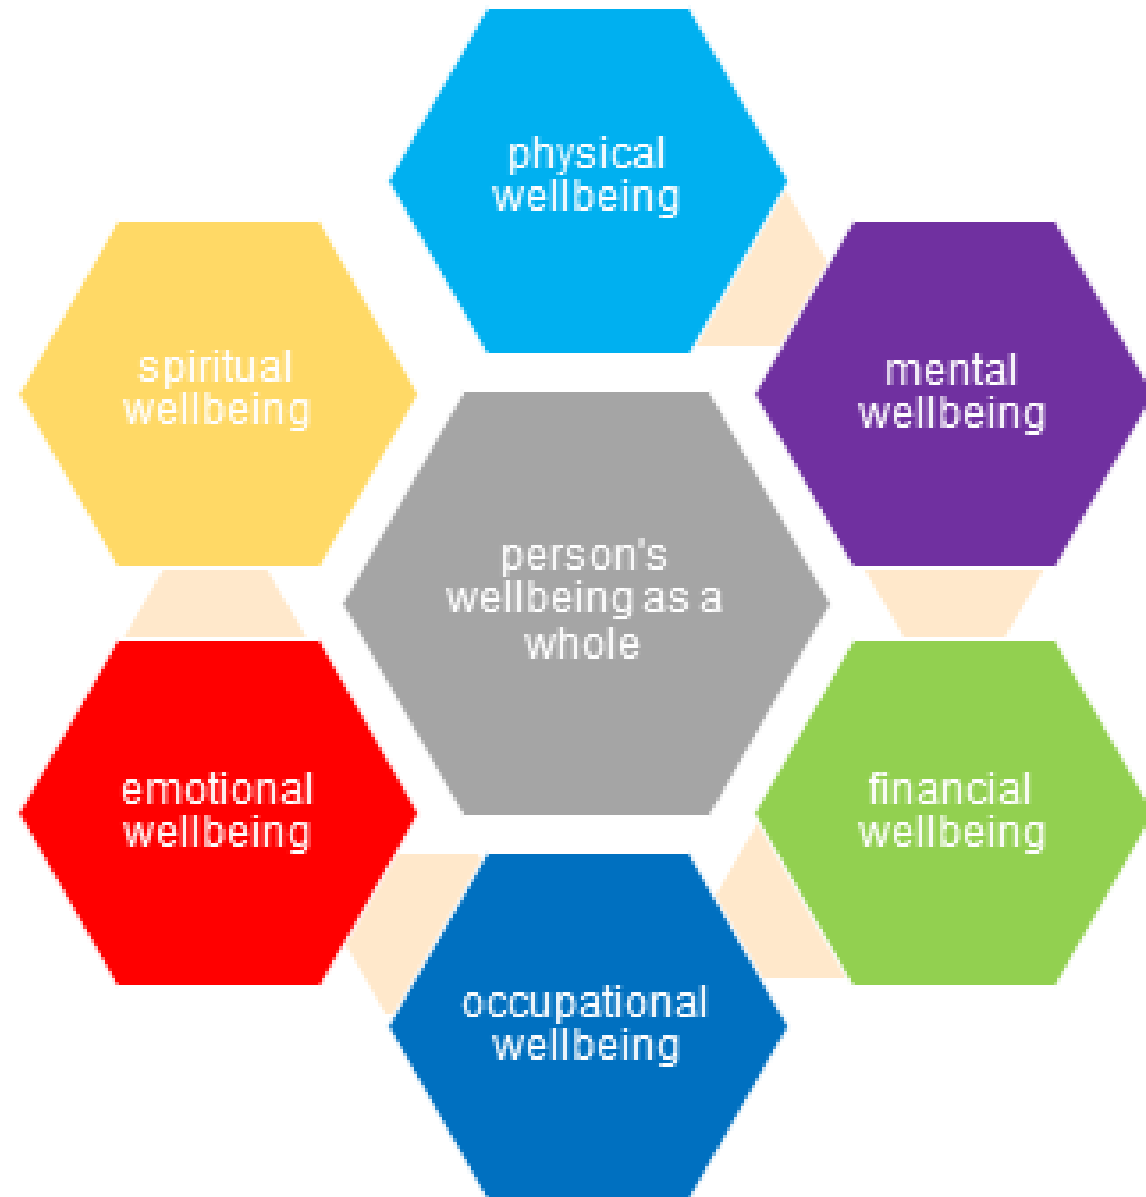 physical
wellbeing
mental
wellbeing
financial
wellbeing
occupational
wellbeing
emotional
wellbeing
spiritual
wellbeing
person's
wellbeing as a
whole